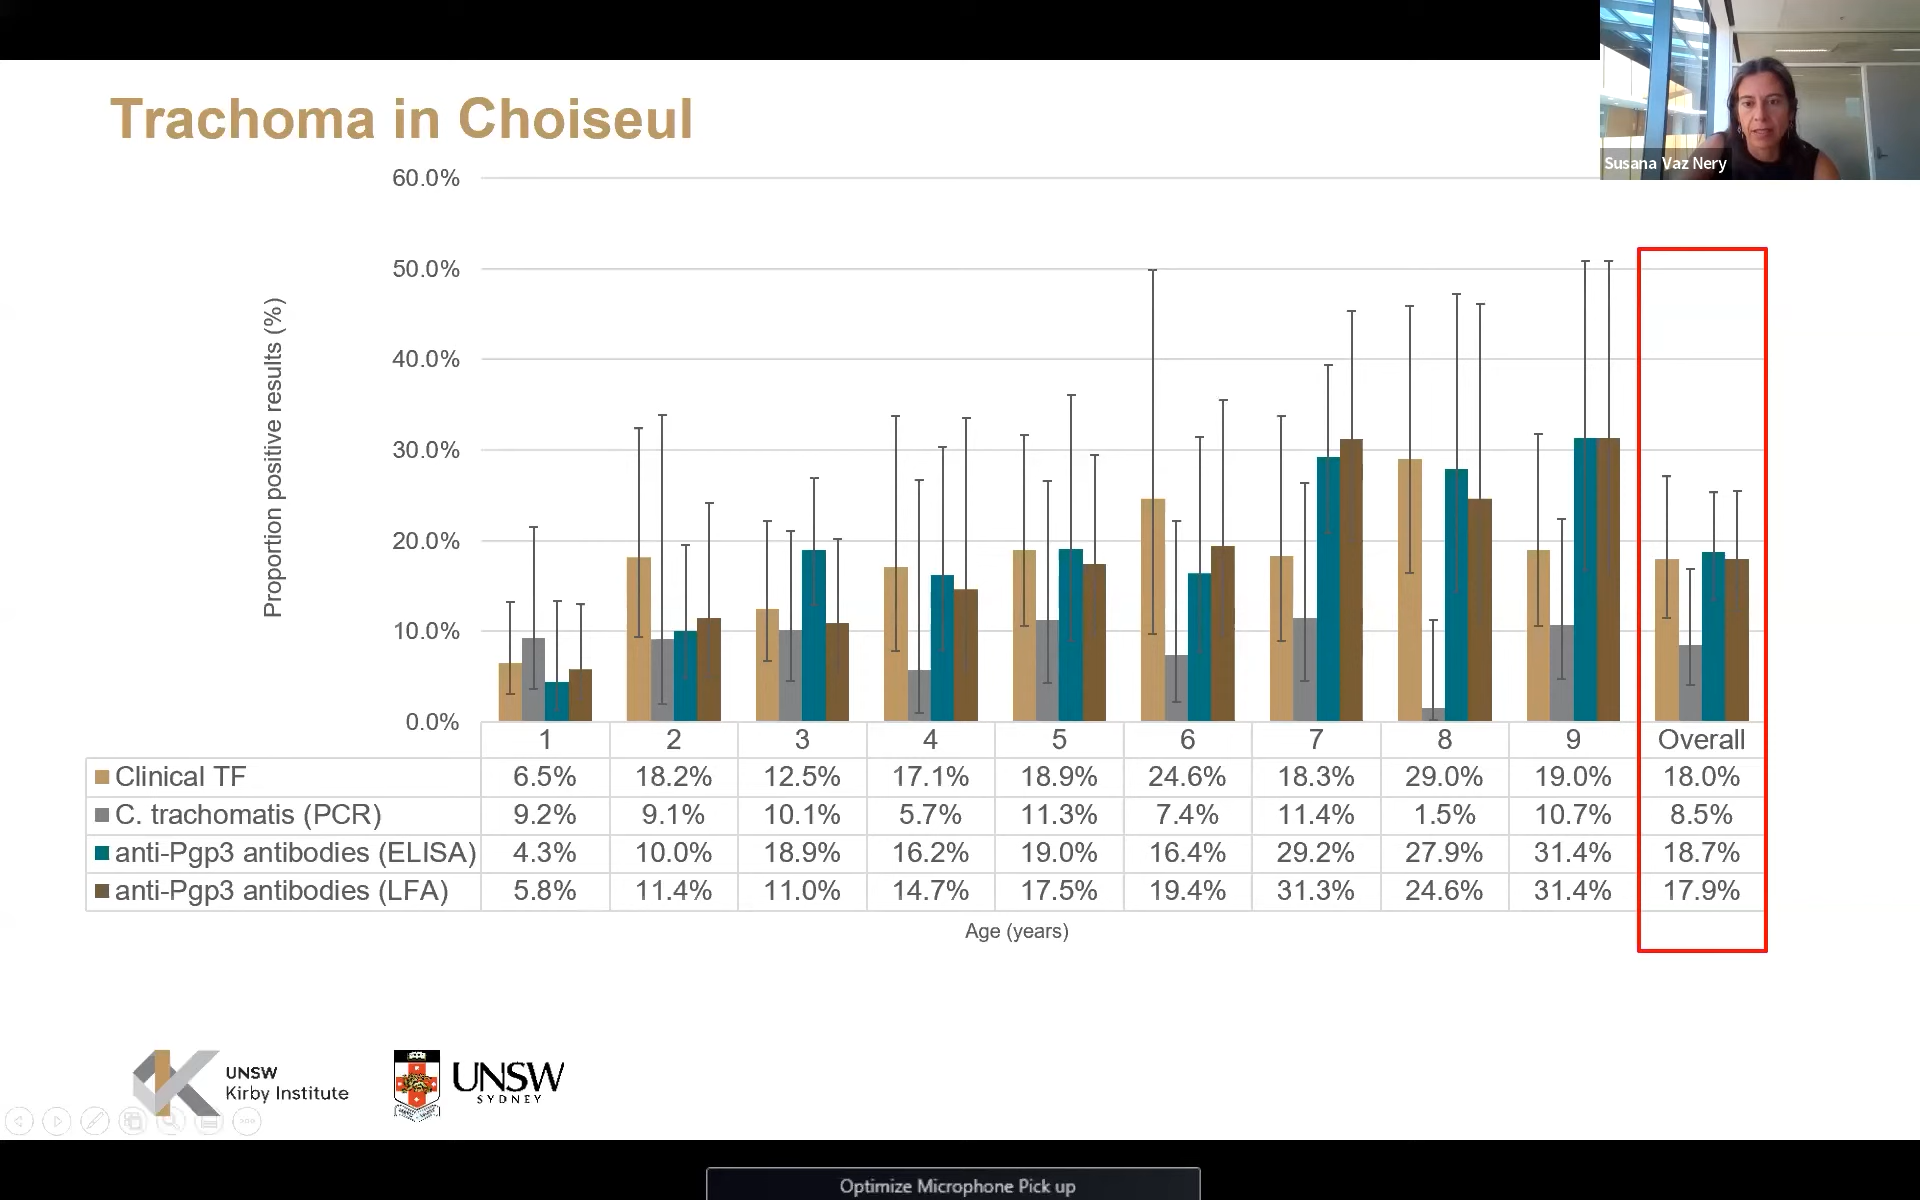 Susana Vaz Nery
Trachoma in Choiseul
Proportion positive results (%)
60.0%
50.0%
40.0%
30.0%
20.0%
10.0%
0.0%
1 2 3 4 5 6 7 8 9 Overall
Clinical TF 6.5% 18.2% 12.5% 17.1% 18.9% 24.6% 18.3% 29.0% 19.0% 18.0%
C. trachomatis (PCR) 9.2% 9.1% 10.1% 5.7% 11.3% 7.4% 11.4% 1.5% 10.7% 8.5%
anti-Pgp3 antibodies (ELISA) 4.3% 10.0% 18.9% 16.2% 19.0% 16.4% 29.2% 27.9% 31.4% 18.7%
anti-Pgp3 antibodies (LFA) 5.8% 11.4% 11.0% 14.7% 17.5% 19.4% 31.3% 24.6% 31.4% 17.9%
Age (years)
UNSW
Kirby Institute
UNSW
SYDNEY
Optimize Microphone Pick up